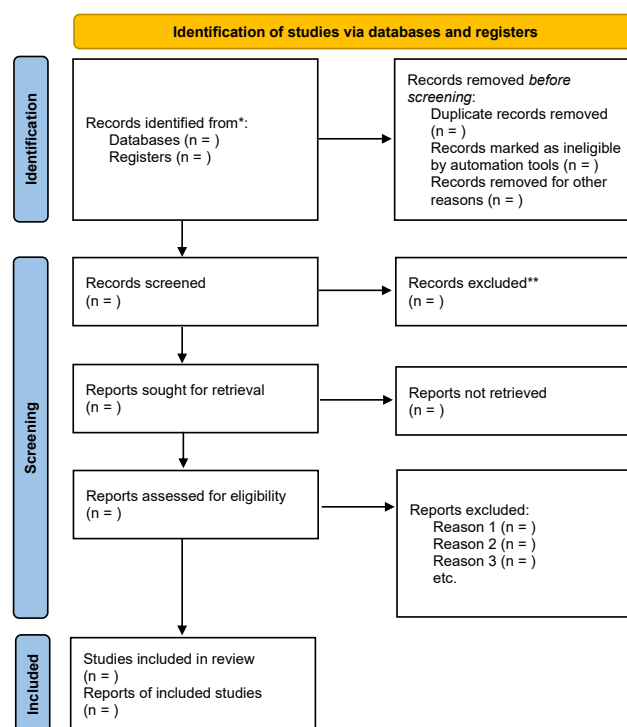 Identification of studies via databases and registers
Identification
Records identified from*:
Databases (n = )
Registers (n = )
Records removed before
screening:
Duplicate records removed
(n = )
Records marked as ineligible
by automation tools (n = )
Records removed for other
reasons (n = )
Screening
Records screened
(n = )
Records excluded**
(n = )
Reports sought for retrieval
(n = )
Reports not retrieved
(n = )
Reports assessed for eligibility
(n = )
Reports excluded:
Reason 1 (n = )
Reason 2 (n = )
Reason 3 (n = )
etc.
Included
Studies included in review
(n = )
Reports of included studies
(n = )